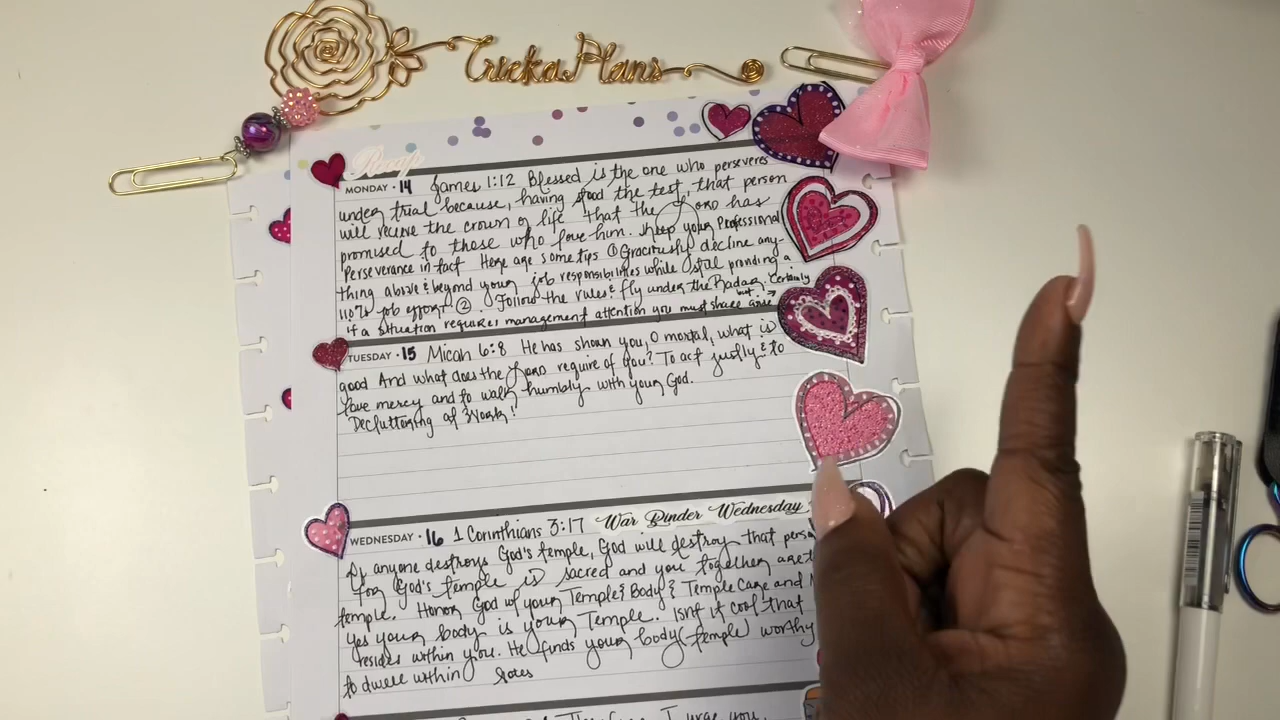 TrickaPlans
Recap
MONDAY • 14 James 1:12 Blessed is the one who perseveres
under trial because, having stood the test, that person
will receive the crown of life that the Lord has
promised to those who love him. Keep your Professional
Perseverance in tact Here are some tips ① Graciously decline any-
thing above & beyond your job responsibilities while still providing a
110% job effort ② . Follow the rules & fly under the Radar. Certainly
if a situation requires management attention you must share
but
TUESDAY • 15 Micah 6:8 He has shown you, O mortal, what is
good And what does the Lord require of you? To act justly & to
love mercy and to walk humbly with your God.
Decluttering at Work!
WEDNESDAY • 16 1 Corinthians 3:17 War Binder Wednesday
If anyone destroys God's temple, God will destroy that
For God's temple is sacred and you together are
temple. Honor God w/ your Temple & Body & Temple Care and
yes your body is your Temple. Isn't it cool that
resides within you. He finds your body/temple worthy
to dwell within
Therefore, I urge you,